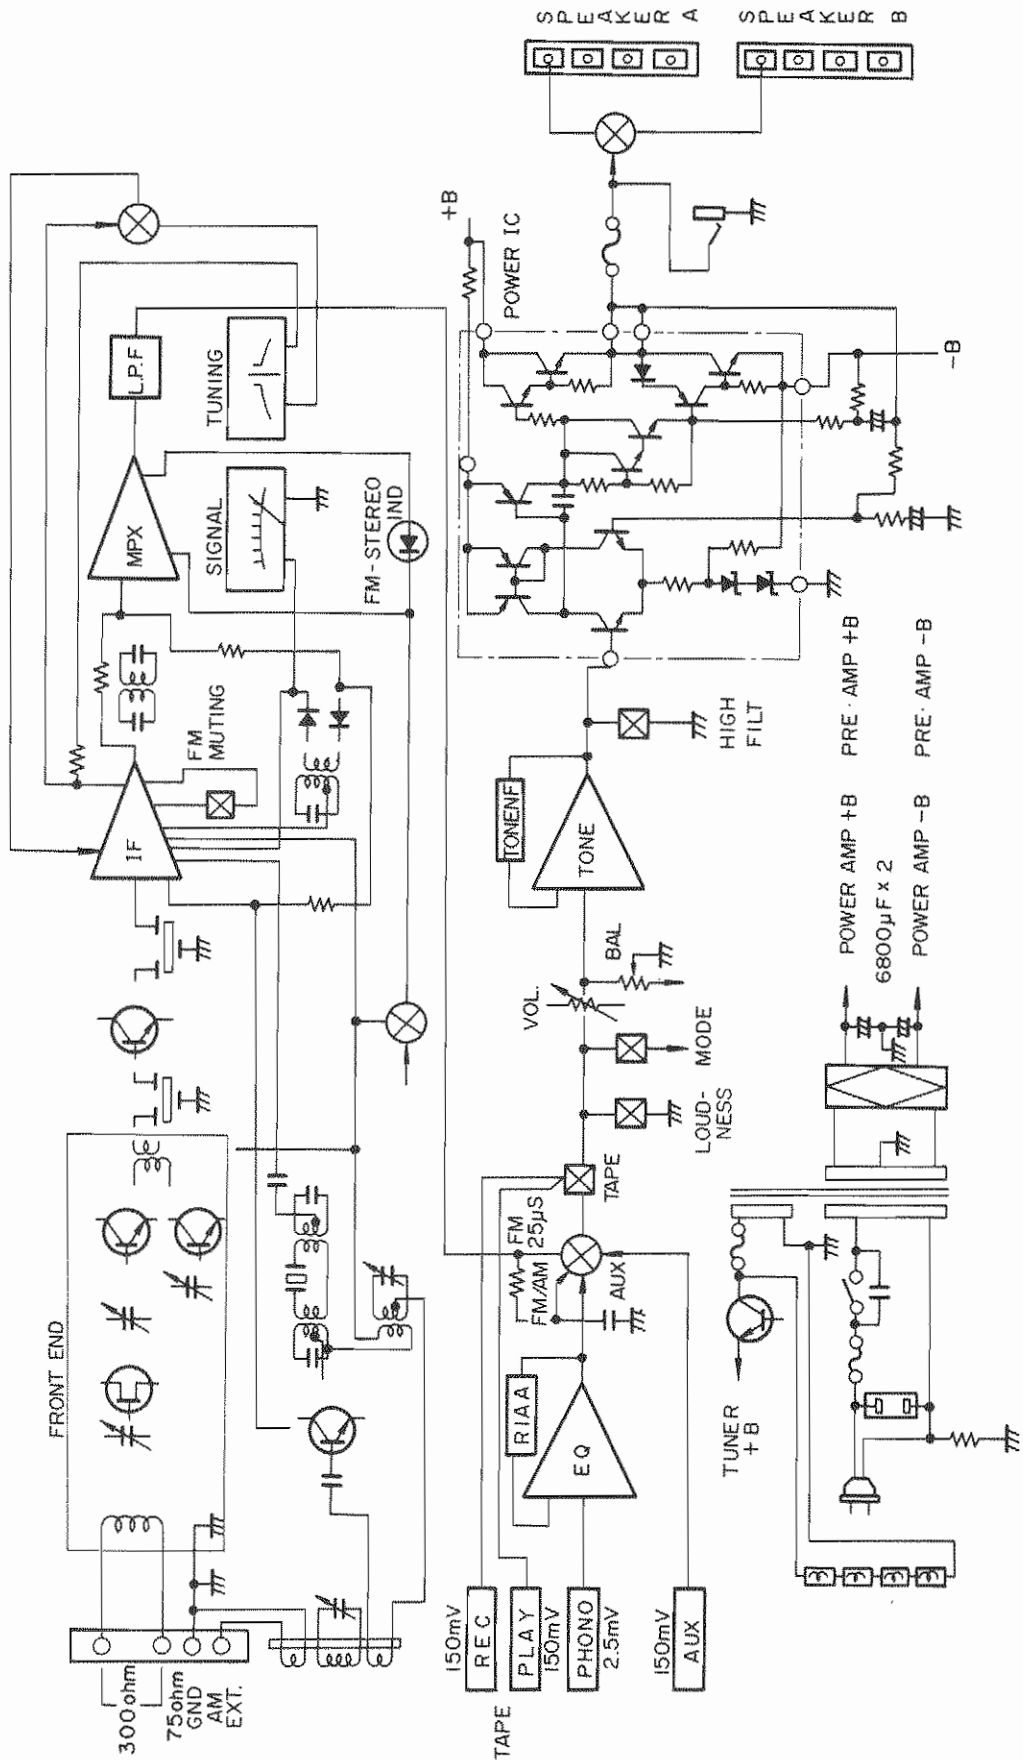 300ohm
75ohm
GND
AM
EXT.
FRONT END
IF
FM
MUTING
MPX
L.P.F
SIGNAL
TUNING
FM-STEREO
IND
TAPE
150mV
REC
PLAY
150mV
PHONO
2.5mV
150mV
AUX
RIAA
EQ
FM
25µS
FM/AM
AUX
TAPE
LOUD-
NESS
MODE
VOL.
BAL
TONENF
TONE
HIGH
FILT
POWER IC
+B
-B
SPEAKER A
SPEAKER B
TUNER
+B
POWER AMP +B PRE·AMP +B
6800µF x 2
POWER AMP -B PRE·AMP -B